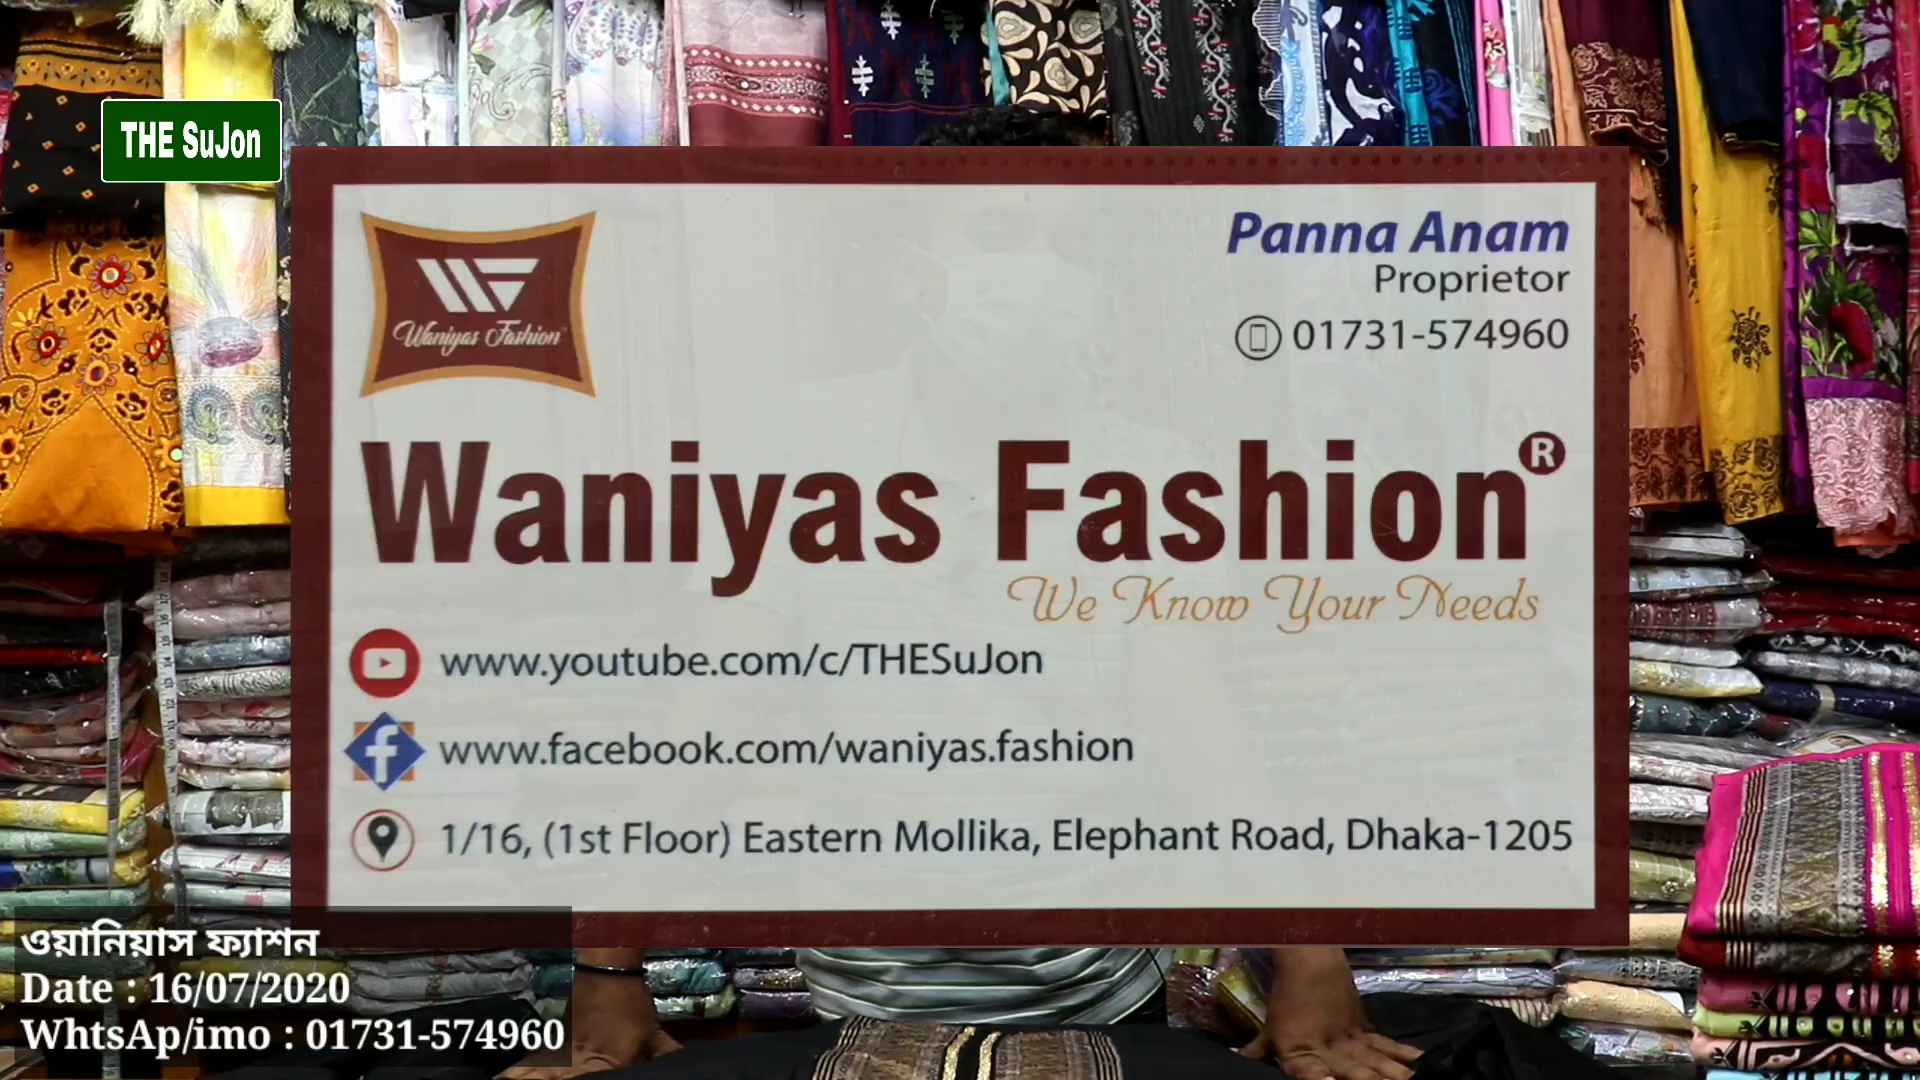 THE SuJon
WF
Waniyas Fashion
Panna Anam
Proprietor
01731-574960
Waniyas Fashion®
We Know Your Needs
www.youtube.com/c/THESuJon
www.facebook.com/waniyas.fashion
1/16, (1st Floor) Eastern Mollika, Elephant Road, Dhaka-1205
ওয়ানিয়াস ফ্যাশন
Date : 16/07/2020
WhtsAp/imo : 01731-574960